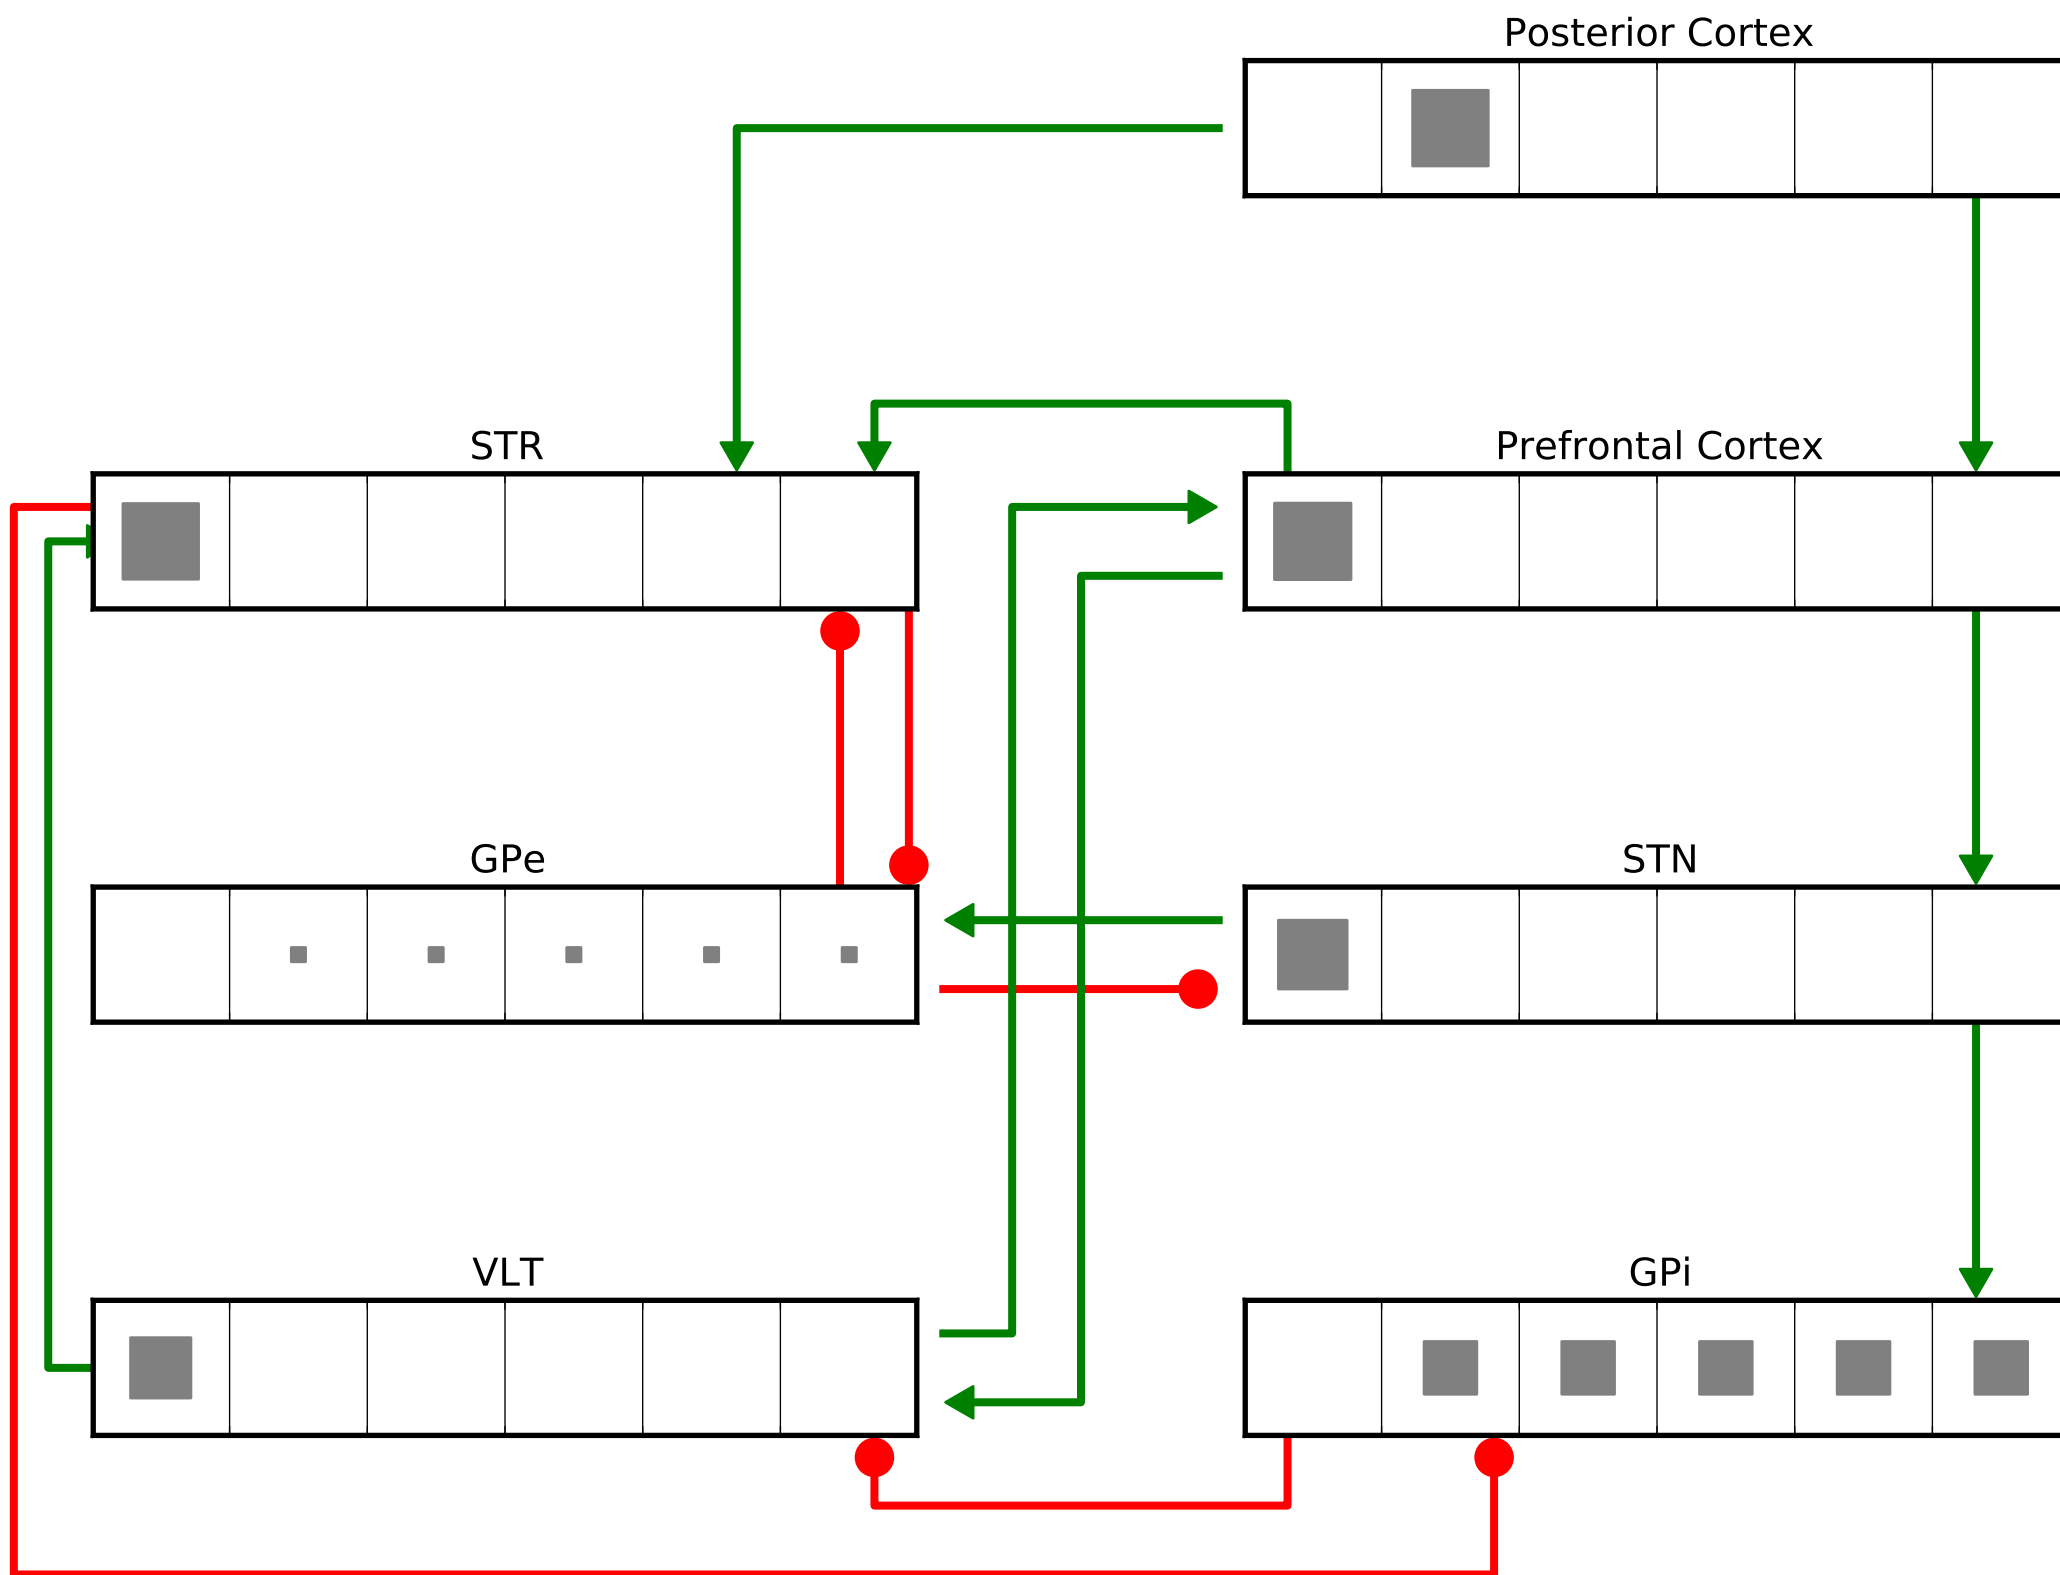 Posterior Cortex
STR
Prefrontal Cortex
GPe
STN
VLT
GPi